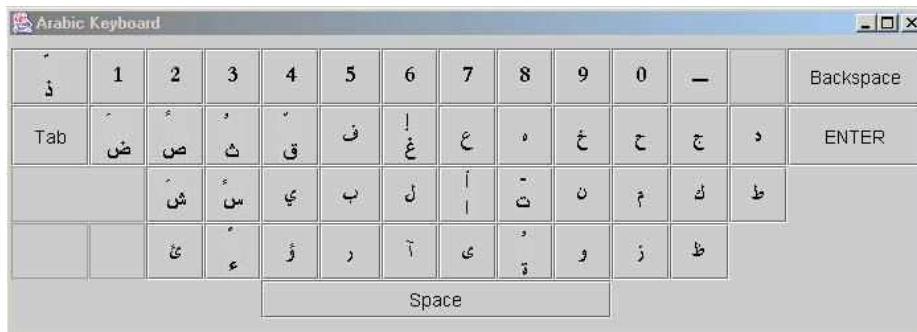 Arabic Keyboard
ذ 1 2 3 4 5 6 7 8 9 0 – Backspace
Tab ض ص ث ق ف إ غ ع ه خ ح ج د ENTER
ش س ي ب ل أ ا ت ن م ك ط
ئ ء ؤ ر آ ى ة و ز ظ
Space